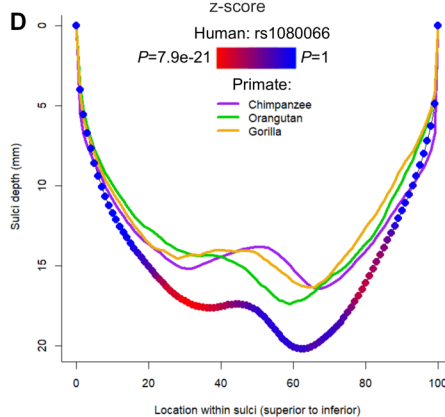 D
z-score
Human: rs1080066
P=7.9e-21 P=1
Primate:
Chimpanzee
Orangutan
Gorilla
Sulci depth (mm)
0
5
10
15
20
0 20 40 60 80 100
Location within sulci (superior to inferior)